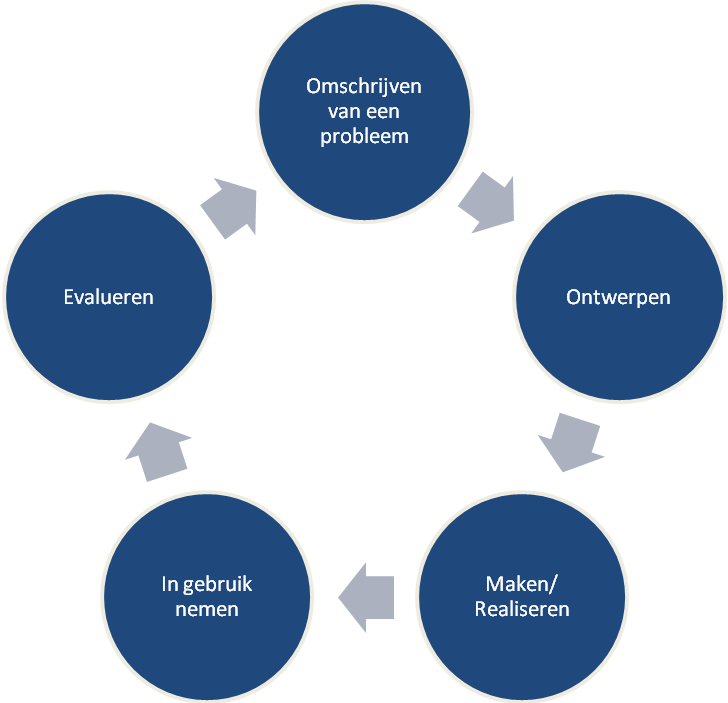 Omschrijven
van een
probleem
Ontwerpen
Maken/
Realiseren
In gebruik
nemen
Evalueren